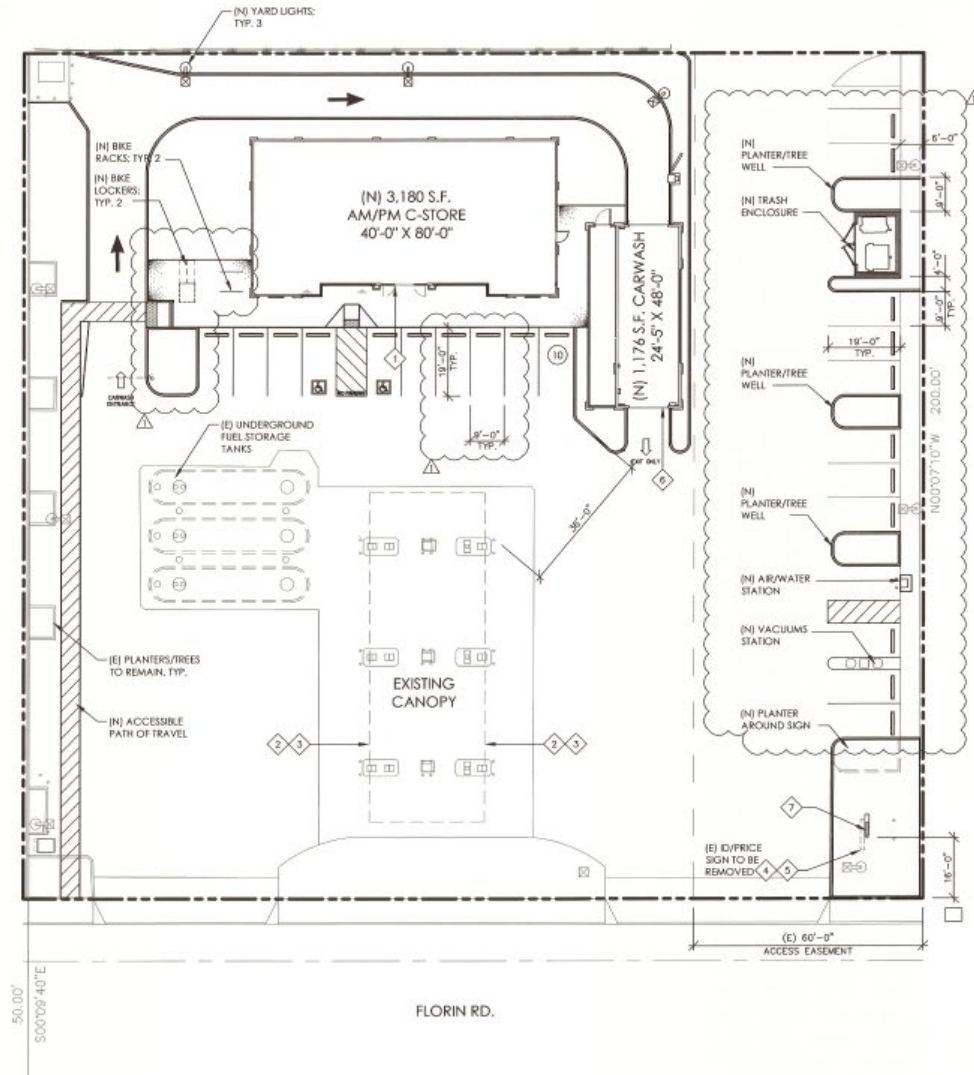 (N) YARD LIGHTS;
TYP. 3
(N) BIKE
RACKS; TYP. 2
(N) BIKE
LOCKERS;
TYP. 2
(N) 3,180 S.F.
AM/PM C-STORE
40'-0" X 80'-0"
(N) 1,176 S.F. CARWASH
24'-5" X 48'-0"
(N)
PLANTER/TREE
WELL
(N) TRASH
ENCLOSURE
6'-0"
9'-0"
4'-0"
9'-0"
TYP.
19'-0"
TYP.
1
10
19'-0"
TYP.
NO PARKING
9'-0"
TYP.
1
CARWASH
ENTRANCE
1
EXIT ONLY
6
36'-0"
(N)
PLANTER/TREE
WELL
N00°07'10"W 200.00'
(E) UNDERGROUND
FUEL STORAGE
TANKS
(N)
PLANTER/TREE
WELL
(N) AIR/WATER
STATION
(N) VACUUMS
STATION
(E) PLANTERS/TREES
TO REMAIN, TYP.
(N) ACCESSIBLE
PATH OF TRAVEL
EXISTING
CANOPY
2 3
2 3
(N) PLANTER
AROUND SIGN
7
(E) ID/PRICE
SIGN TO BE
REMOVED 4 5
16'-0"
(E) 60'-0"
ACCESS EASEMENT
50.00'
S00°09'40"E
FLORIN RD.